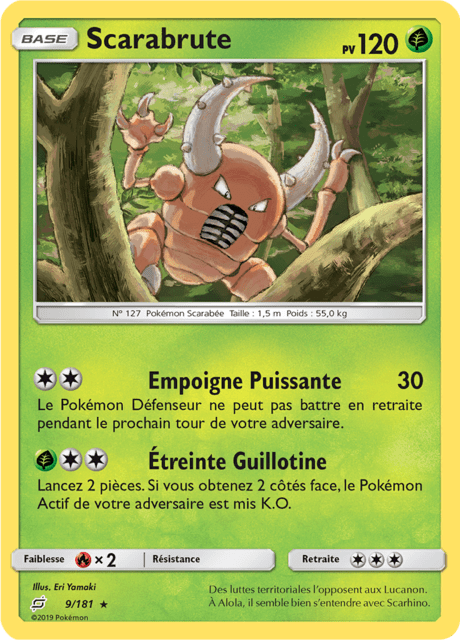 BASE Scarabrute PV 120
N° 127 Pokémon Scarabée Taille : 1,5 m Poids : 55,0 kg
Empoigne Puissante 30
Le Pokémon Défenseur ne peut pas battre en retraite
pendant le prochain tour de votre adversaire.
Étreinte Guillotine
Lancez 2 pièces. Si vous obtenez 2 côtés face, le Pokémon
Actif de votre adversaire est mis K.O.
Faiblesse × 2 Résistance Retraite
Illus. Eri Yamaki
9/181 ★
©2019 Pokémon
Des luttes territoriales l'opposent aux Lucanon.
À Alola, il semble bien s'entendre avec Scarhino.